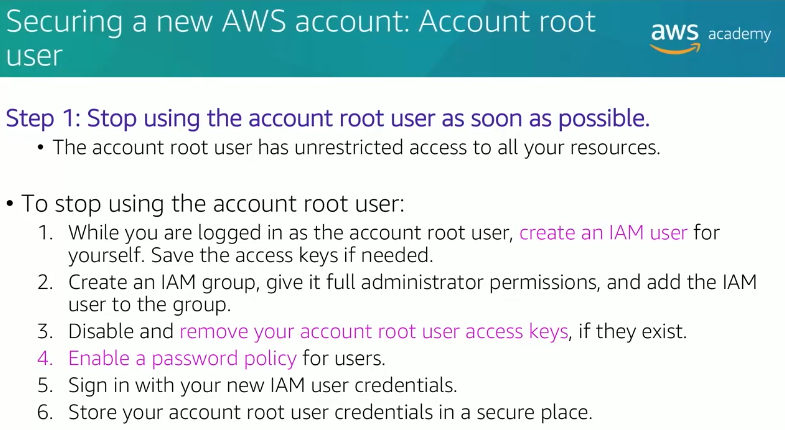 Securing a new AWS account: Account root
user
aws academy
Step 1: Stop using the account root user as soon as possible.
• The account root user has unrestricted access to all your resources.
• To stop using the account root user:
1. While you are logged in as the account root user, create an IAM user for
yourself. Save the access keys if needed.
2. Create an IAM group, give it full administrator permissions, and add the IAM
user to the group.
3. Disable and remove your account root user access keys, if they exist.
4. Enable a password policy for users.
5. Sign in with your new IAM user credentials.
6. Store your account root user credentials in a secure place.